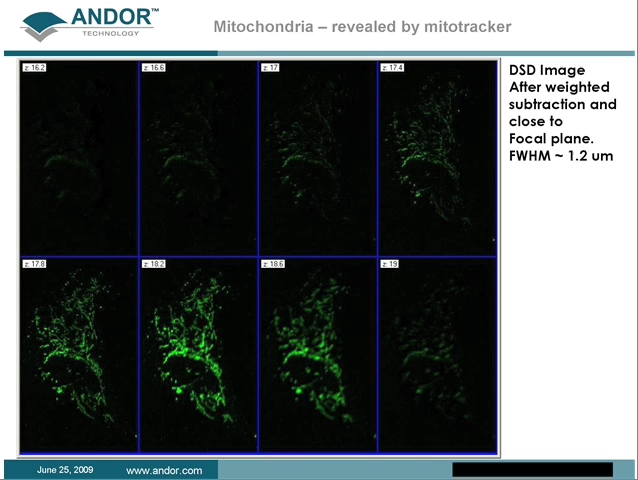 ANDOR™
TECHNOLOGY
Mitochondria – revealed by mitotracker
z: 16.2
z: 16.6
z: 17
z: 17.4
z: 17.8
z: 18.2
z: 18.6
z: 19
DSD Image
After weighted
subtraction and
close to
Focal plane.
FWHM ~ 1.2 um
June 25, 2009
www.andor.com